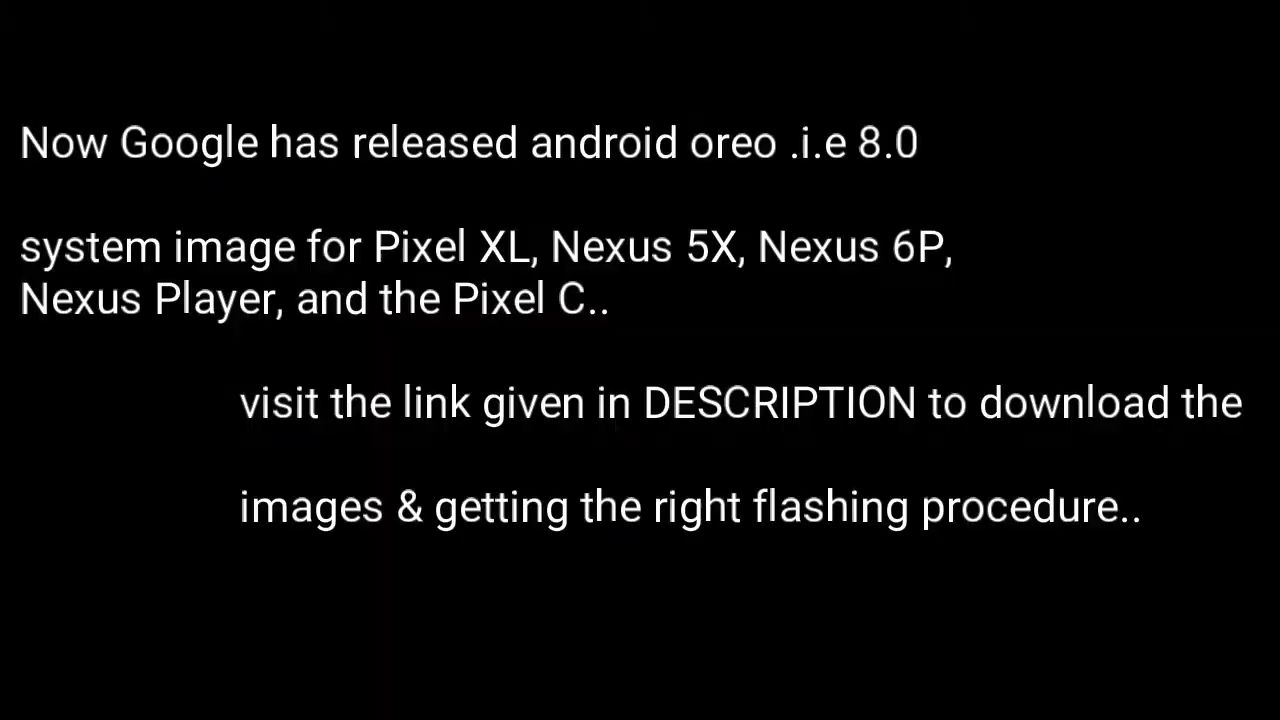 Now Google has released android oreo .i.e 8.0
system image for Pixel XL, Nexus 5X, Nexus 6P,
Nexus Player, and the Pixel C..
visit the link given in DESCRIPTION to download the
images & getting the right flashing procedure..